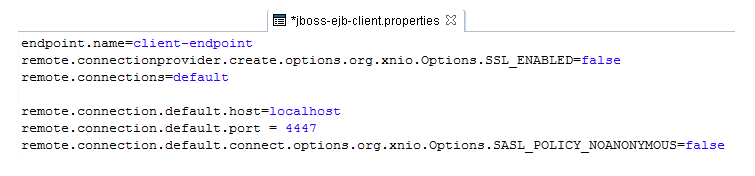 *jboss-ejb-client.properties
endpoint.name=client-endpoint
remote.connectionprovider.create.options.org.xnio.Options.SSL_ENABLED=false
remote.connections=default
remote.connection.default.host=localhost
remote.connection.default.port = 4447
remote.connection.default.connect.options.org.xnio.Options.SASL_POLICY_NOANONYMOUS=false